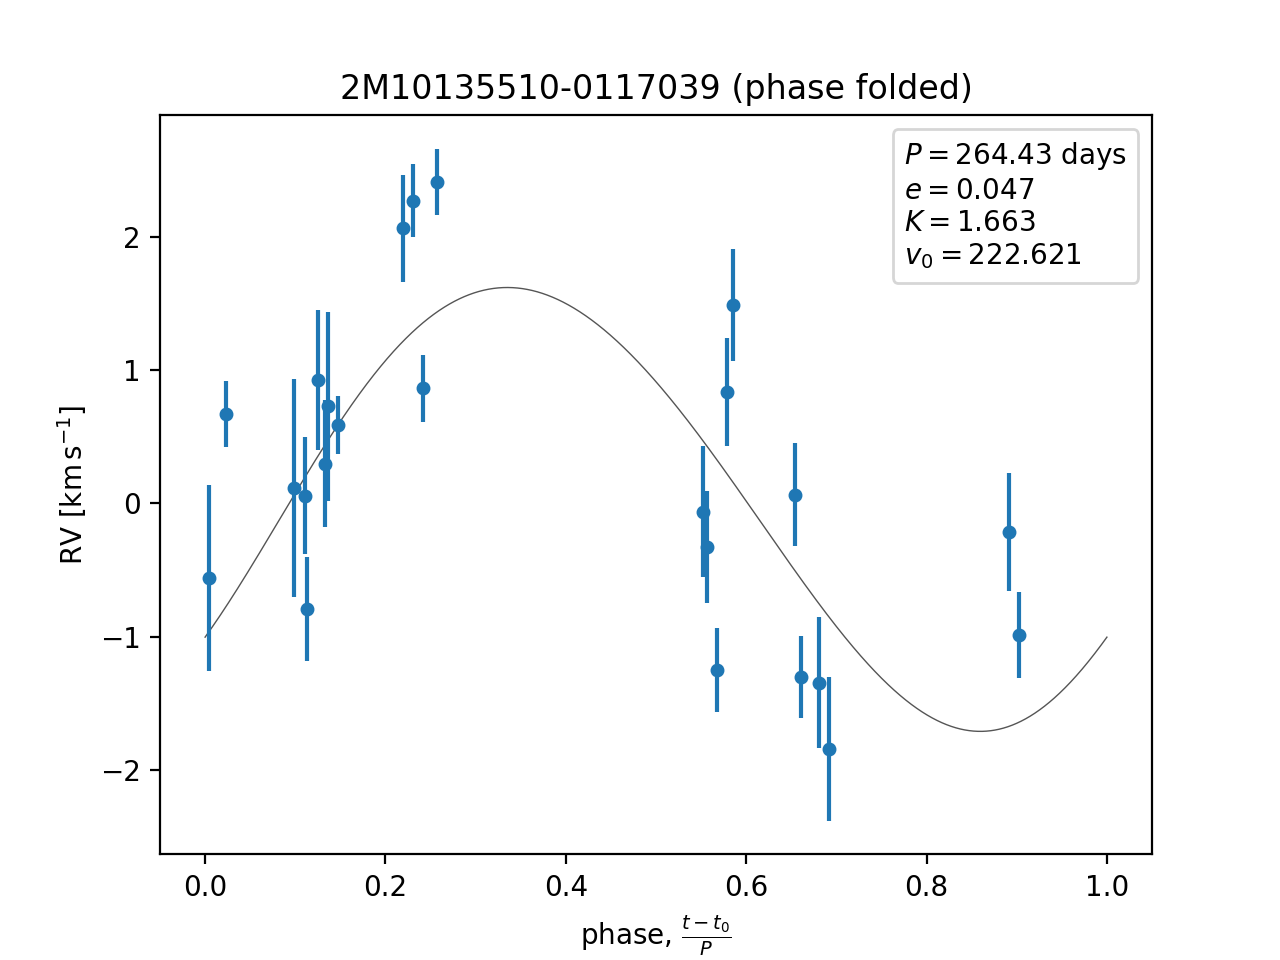 2M10135510-0117039 (phase folded)
P = 264.43 days
e = 0.047
K = 1.663
v₀ = 222.621
RV [km s⁻¹]
2
1
0
−1
−2
0.0 0.2 0.4 0.6 0.8 1.0
phase, (t − t₀)/P